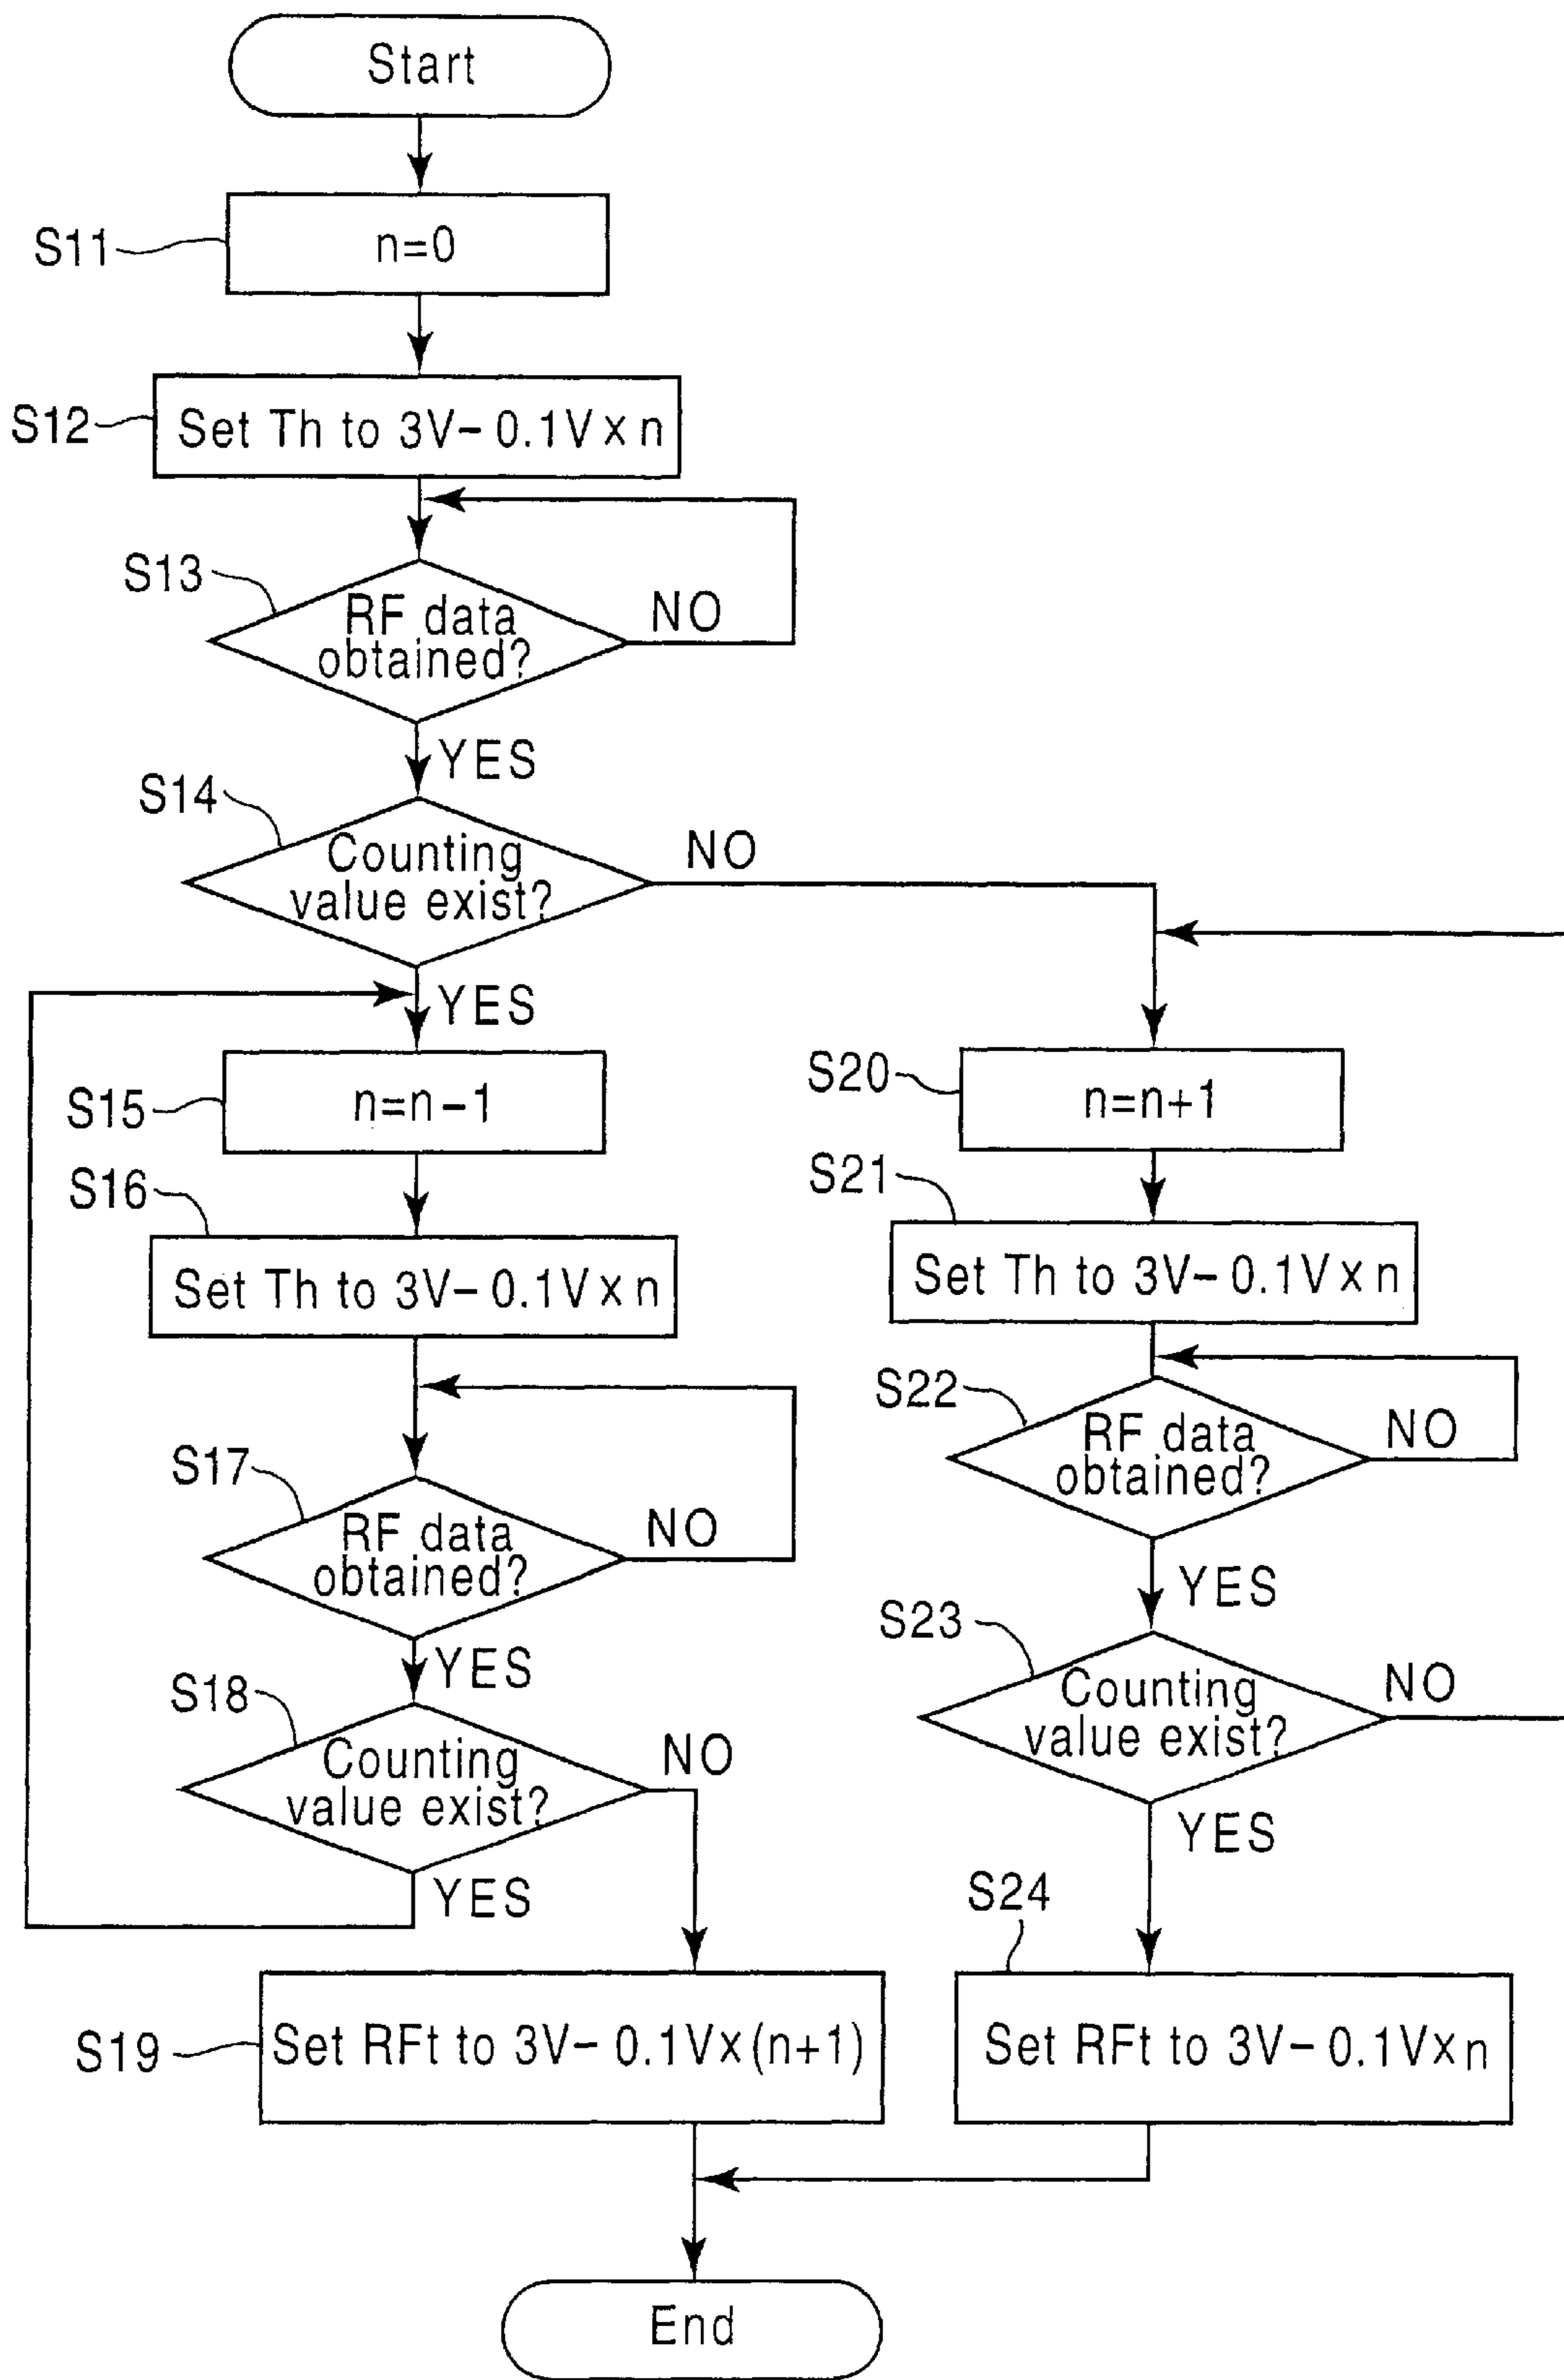 Start
S11
n=0
S12
Set Th to 3V–0.1V×n
S13
RF data
obtained?
NO
YES
S14
Counting
value exist?
NO
YES
S15
n=n–1
S16
Set Th to 3V–0.1V×n
S17
RF data
obtained?
NO
YES
S18
Counting
value exist?
NO
YES
S19
Set RFt to 3V–0.1V×(n+1)
S20
n=n+1
S21
Set Th to 3V–0.1V×n
S22
RF data
obtained?
NO
YES
S23
Counting
value exist?
NO
YES
S24
Set RFt to 3V–0.1V×n
End